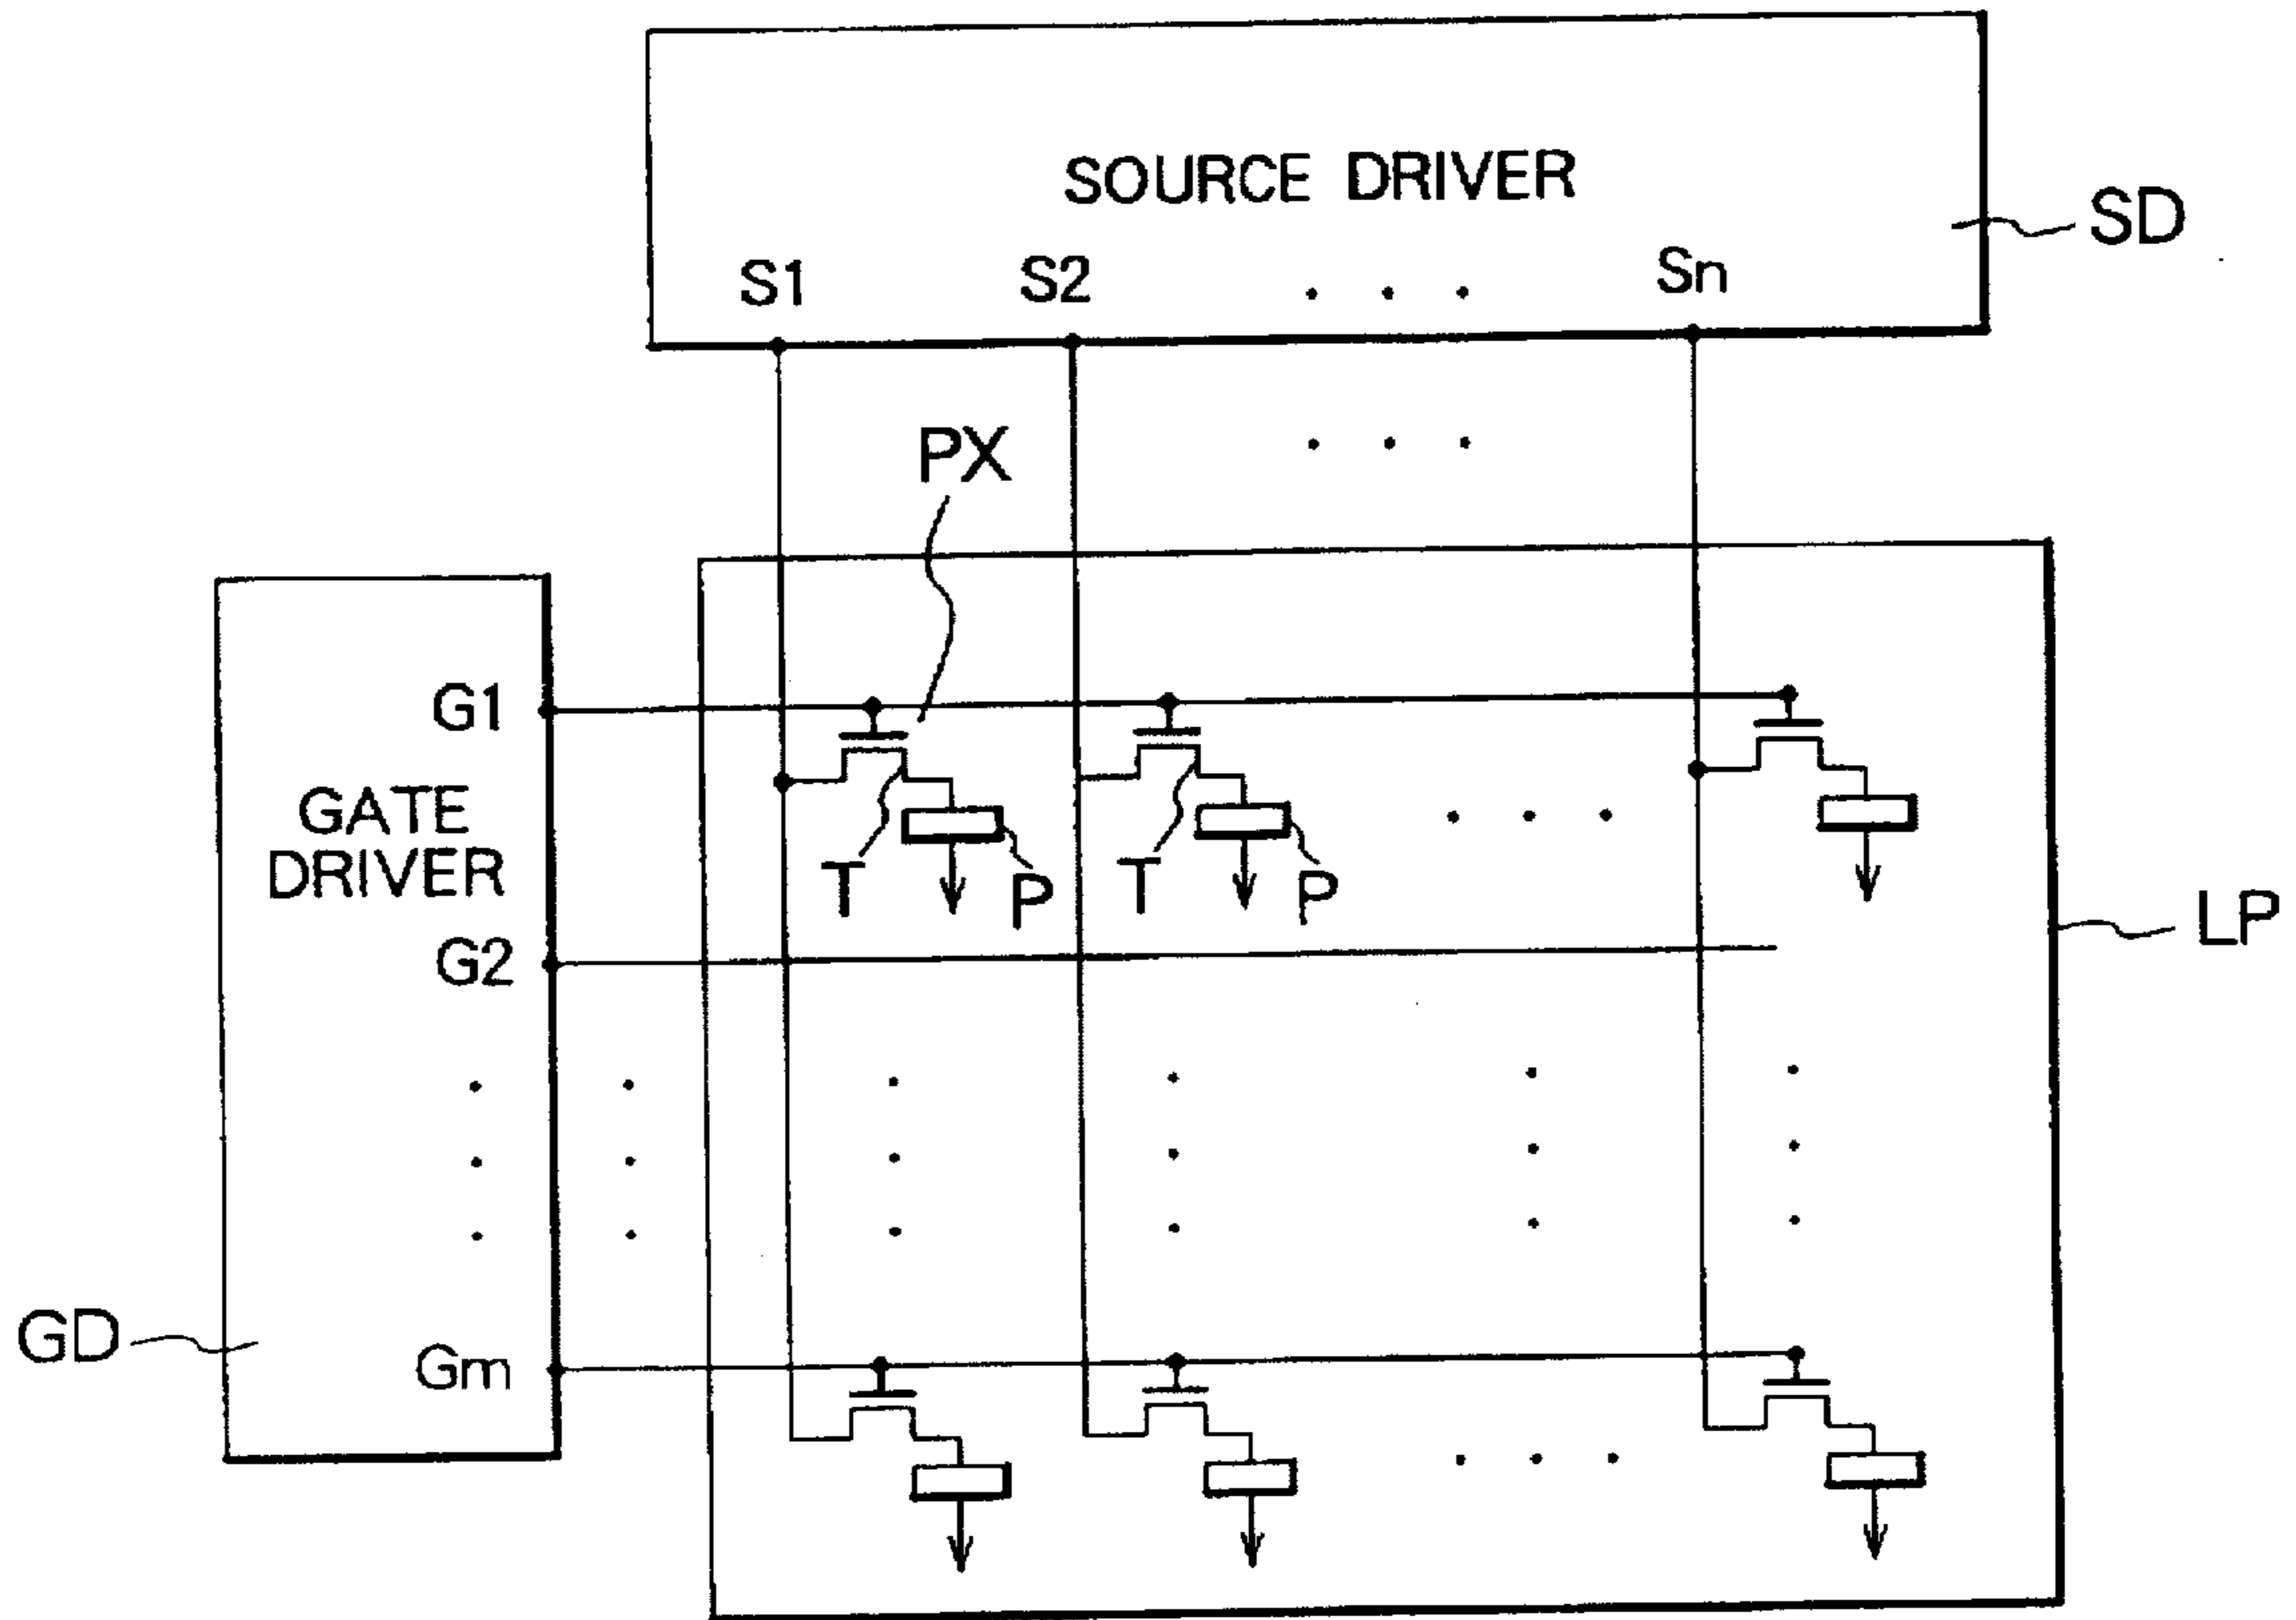 SOURCE DRIVER
SD
S1 S2 . . . Sn
. . .
PX
G1
GATE
DRIVER
T P T P . . .
LP
G2
GD
Gm
. . .